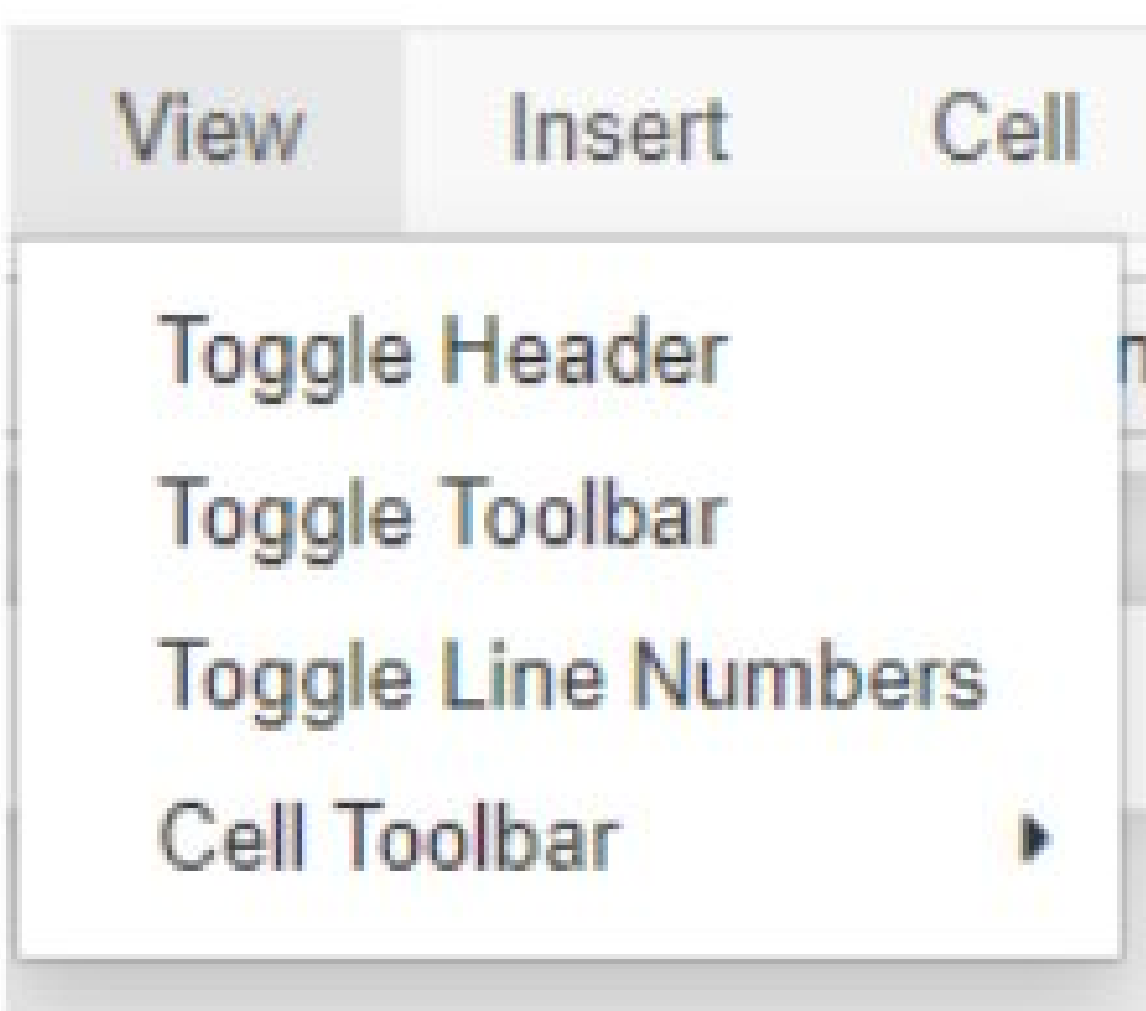 View Insert Cell
Toggle Header
Toggle Toolbar
Toggle Line Numbers
Cell Toolbar